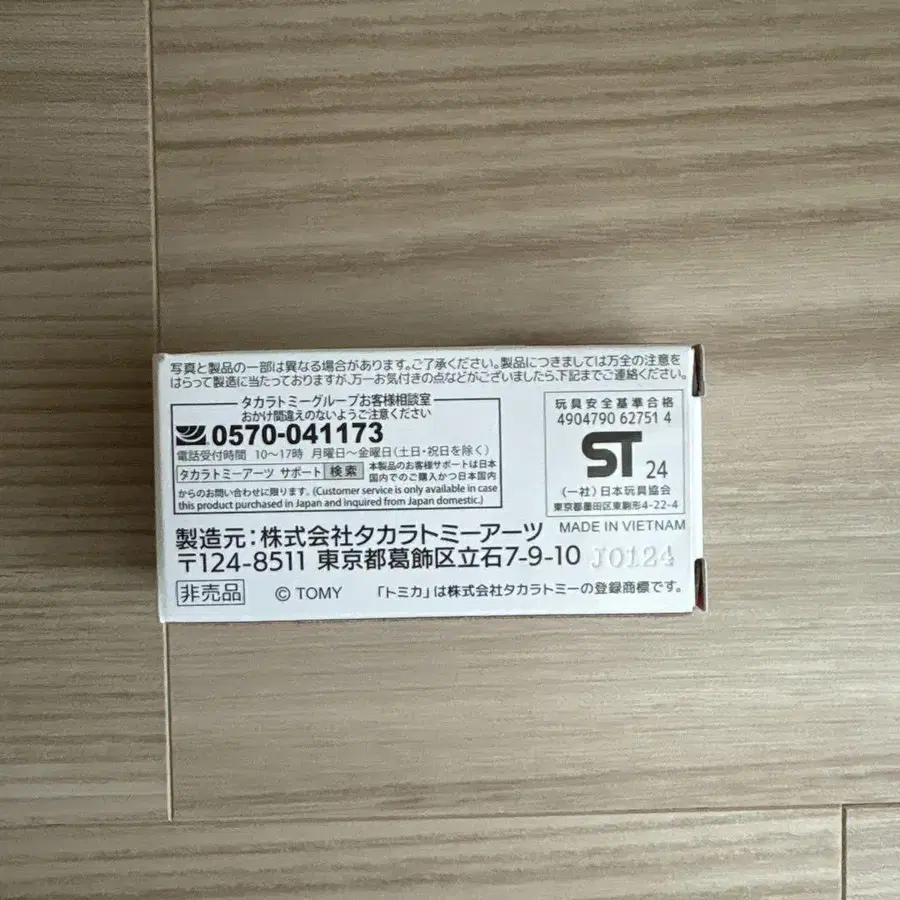 写真と製品の一部は異なる場合があります。ご了承ください。製品につきましては万全の注意を
はらって製造に当たっておりますが、万一お気付きの点などがございましたら、下記までご連絡ください。
タカラトミーグループお客様相談室
おかけ間違えのないようご注意ください
0570-041173
電話受付時間 10〜17時 月曜日〜金曜日(土日・祝日を除く)
タカラトミーアーツ サポート 検索 本製品のお客様サポートは日本
国内でのご購入かつ日本国内
からのお問い合わせに限ります。(Customer service is only available in case
this product purchased in Japan and inquired from Japan domestic.)
玩具安全基準合格
4904790 62751 4
ST 24
(一社)日本玩具協会
東京都墨田区東駒形4-22-4
MADE IN VIETNAM
製造元:株式会社タカラトミーアーツ
〒124-8511 東京都葛飾区立石7-9-10 J0124
非売品 © TOMY 「トミカ」は株式会社タカラトミーの登録商標です。